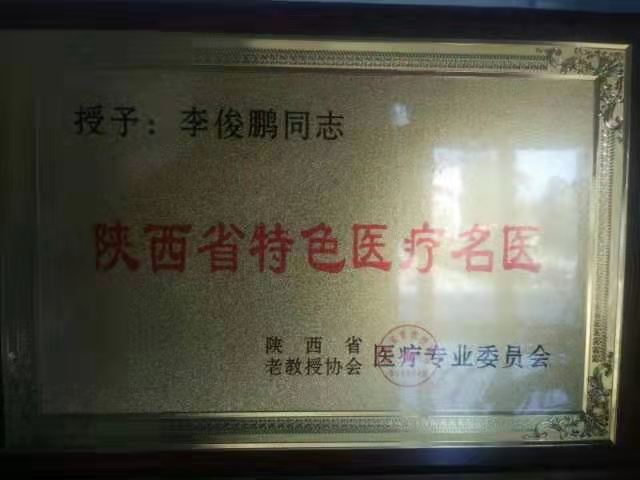 授予：李俊鹏同志
陕西省特色医疗名医
陕西省
老教授协会 医疗专业委员会